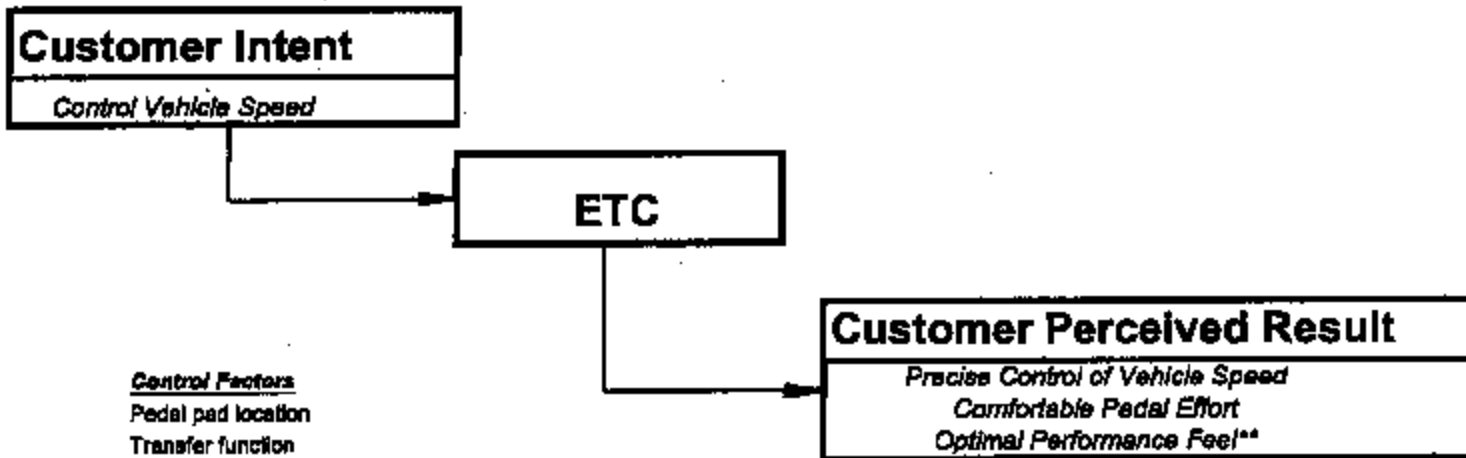 Customer Intent
Control Vehicle Speed
ETC
Customer Perceived Result
Precise Control of Vehicle Speed
Comfortable Pedal Effort
Optimal Performance Feel**
Control Factors
Pedal pad location
Transfer function